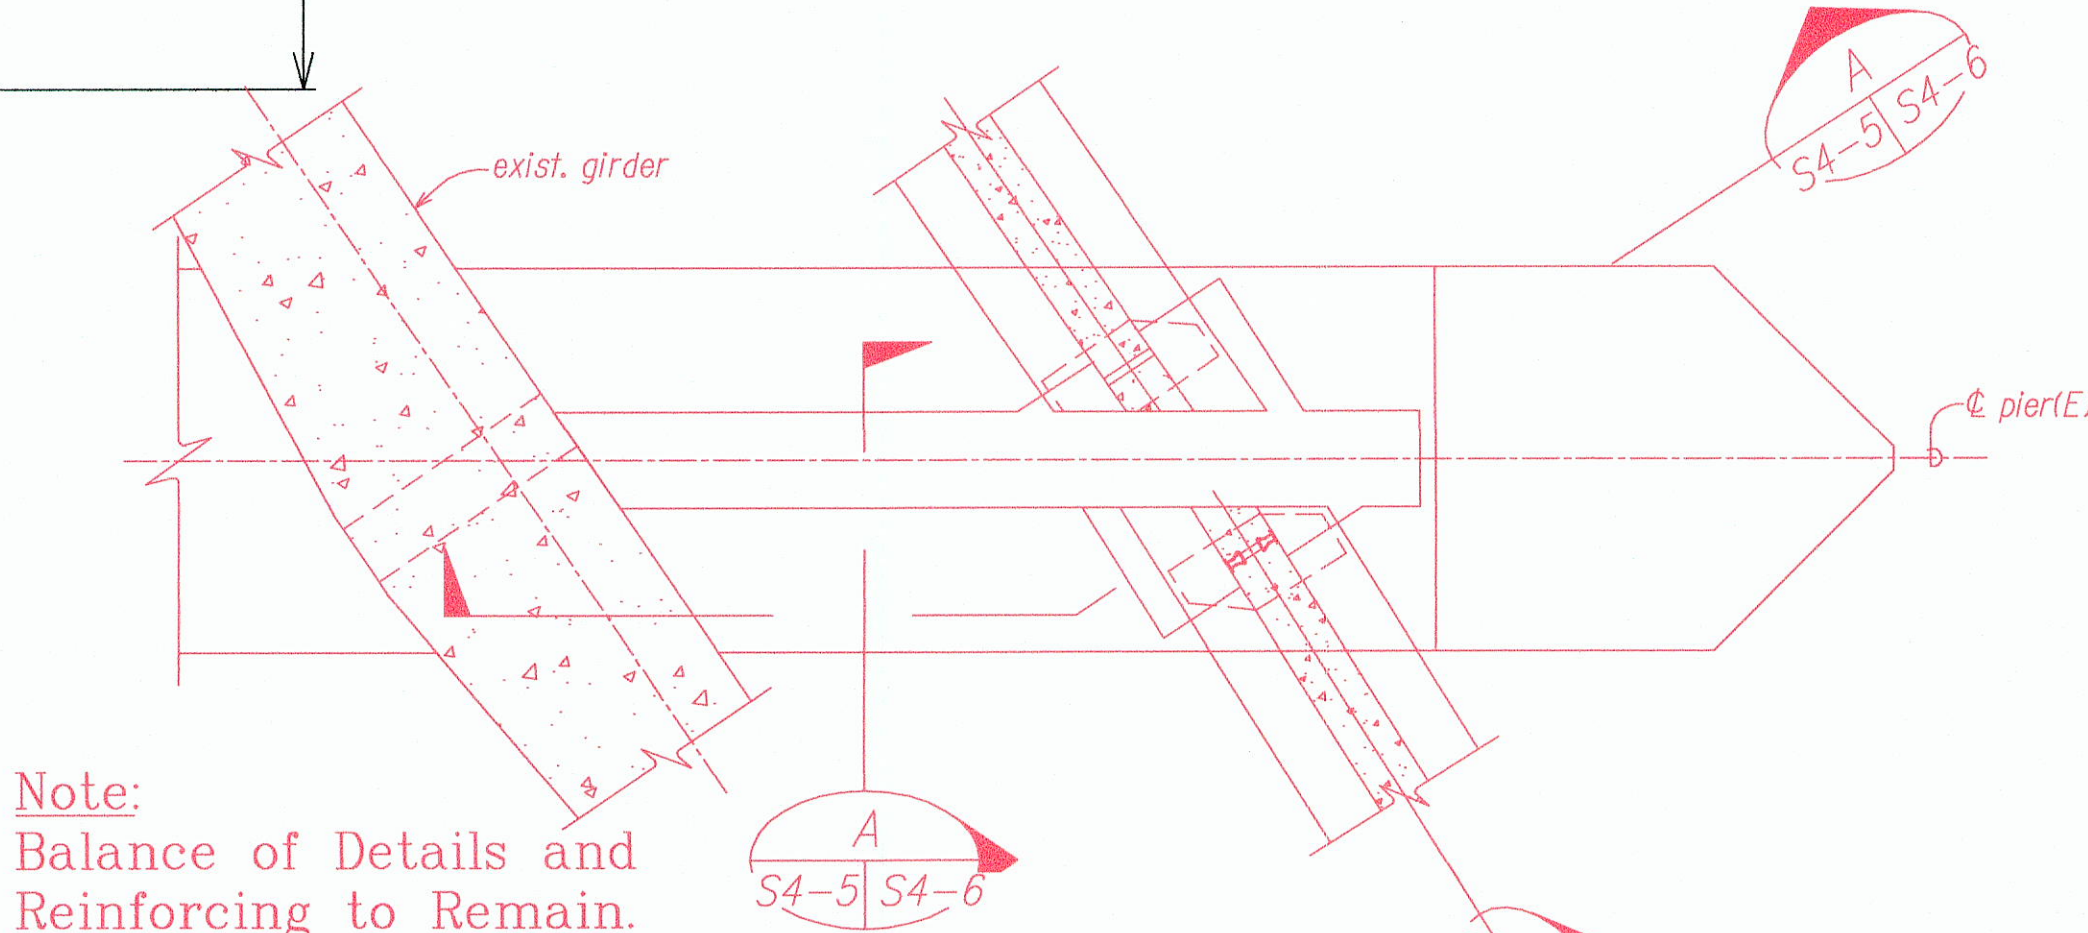 A
S4-5 S4-6
exist. girder
℄ pier(E)
Note:
Balance of Details and
Reinforcing to Remain.
A
S4-5 S4-6